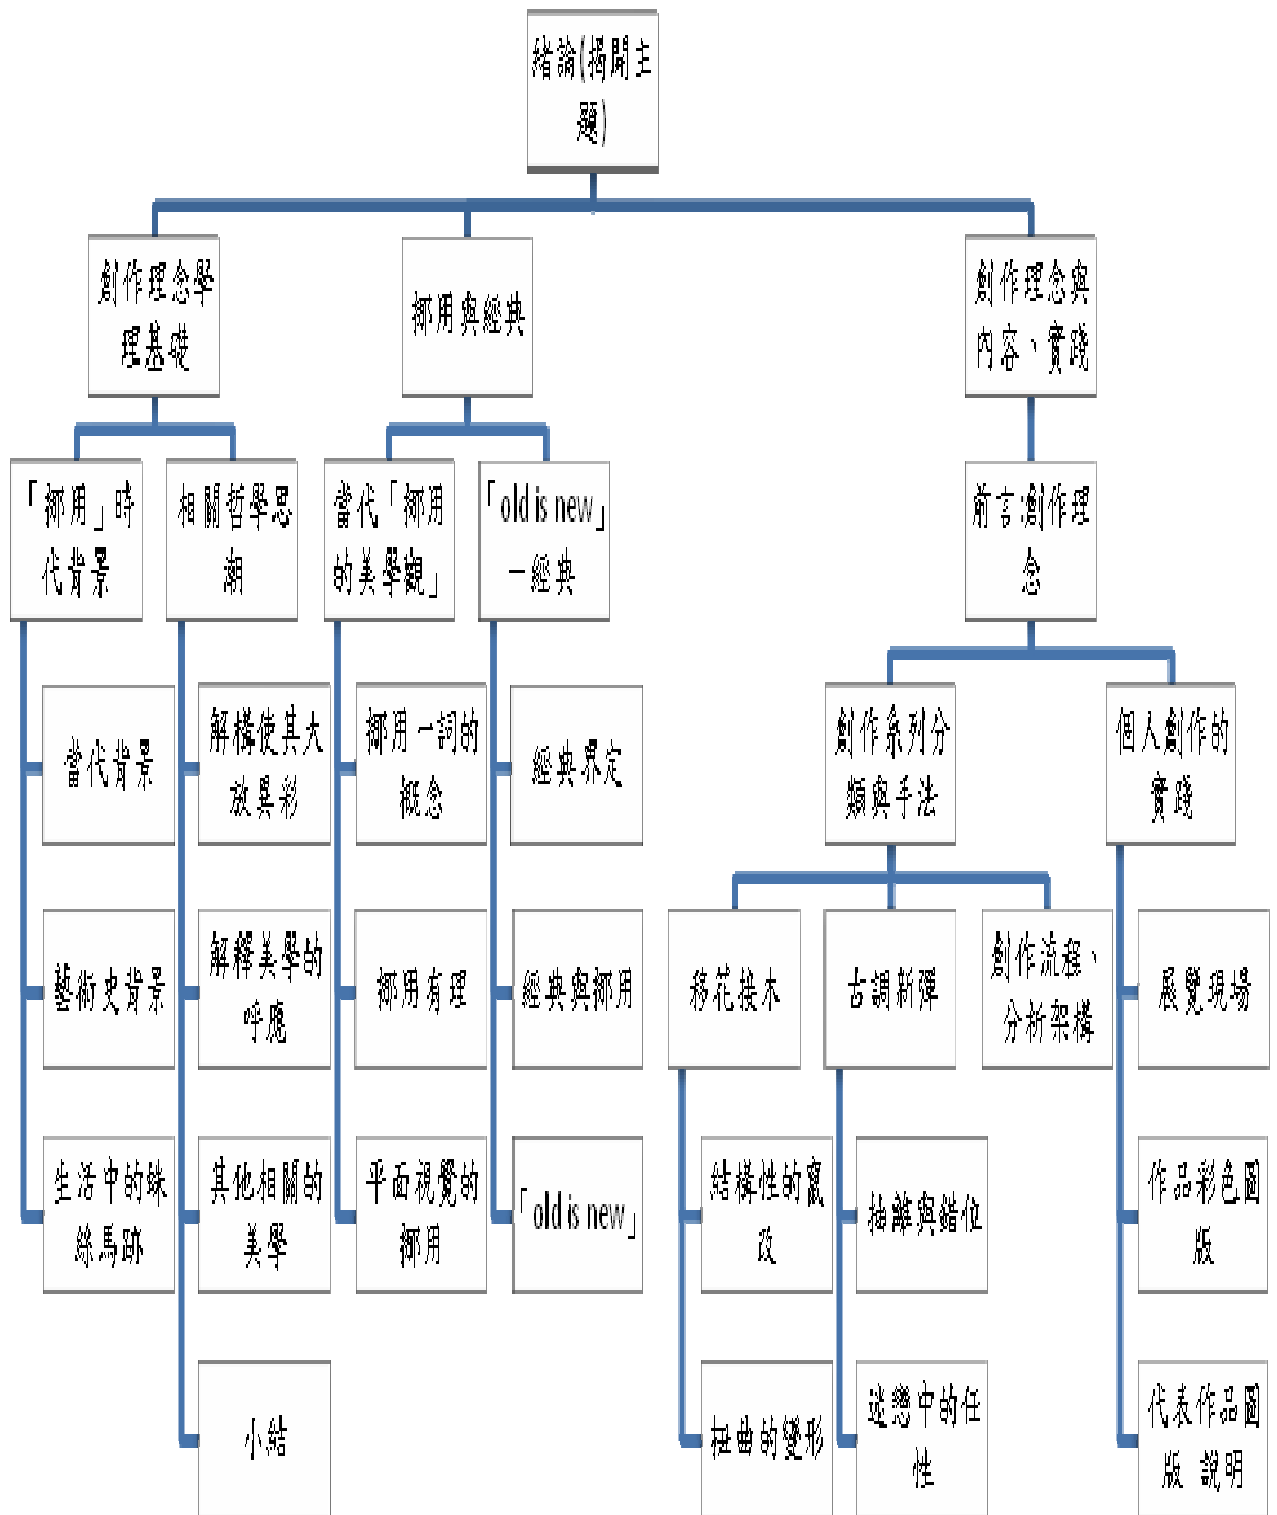 緒論(揭開主
題)
創作理念學
理基礎
挪用與經典
創作理念與
內容、實踐
「挪用」時
代背景
相關哲學思
潮
當代「挪用
的美學觀」
「old is new」
—經典
前言:創作理
念
當代背景
解構使其大
放異彩
挪用一詞的
概念
經典界定
創作系列分
類與手法
個人創作的
實踐
藝術史背景
解釋美學的
呼應
挪用有理
經典與挪用
移花接木
古調新彈
創作流程、
分析架構
展覽現場
生活中的蛛
絲馬跡
其他相關的
美學
平面視覺的
挪用
「old is new」
結構性的竄
改
抽離與錯位
作品彩色圖
版
小結
扭曲的變形
迷戀中的任
性
代表作品圖
版 說明